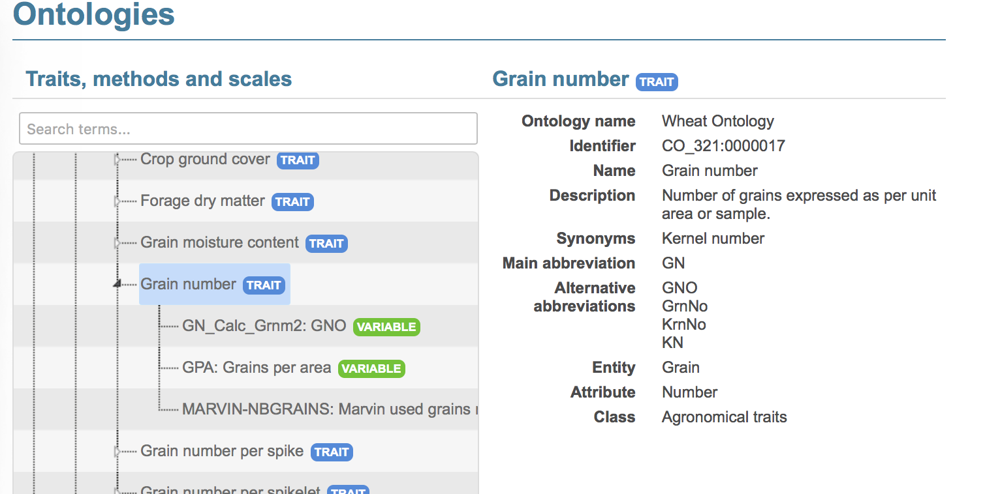 Ontologies
Traits, methods and scales
Search terms...
Crop ground cover TRAIT
Forage dry matter TRAIT
Grain moisture content TRAIT
Grain number TRAIT
GN_Calc_Grnm2: GNO VARIABLE
GPA: Grains per area VARIABLE
MARVIN-NBGRAINS: Marvin used grains
Grain number per spike TRAIT
Grain number per spikelet TRAIT
Grain number TRAIT
Ontology name Wheat Ontology
Identifier CO_321:0000017
Name Grain number
Description Number of grains expressed as per unit
area or sample.
Synonyms Kernel number
Main abbreviation GN
Alternative GNO
abbreviations GrnNo
KrnNo
KN
Entity Grain
Attribute Number
Class Agronomical traits